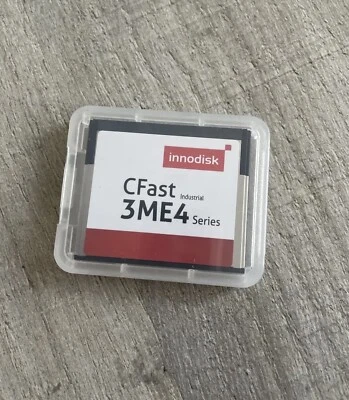 innodisk
CFast Industrial
3ME4 Series